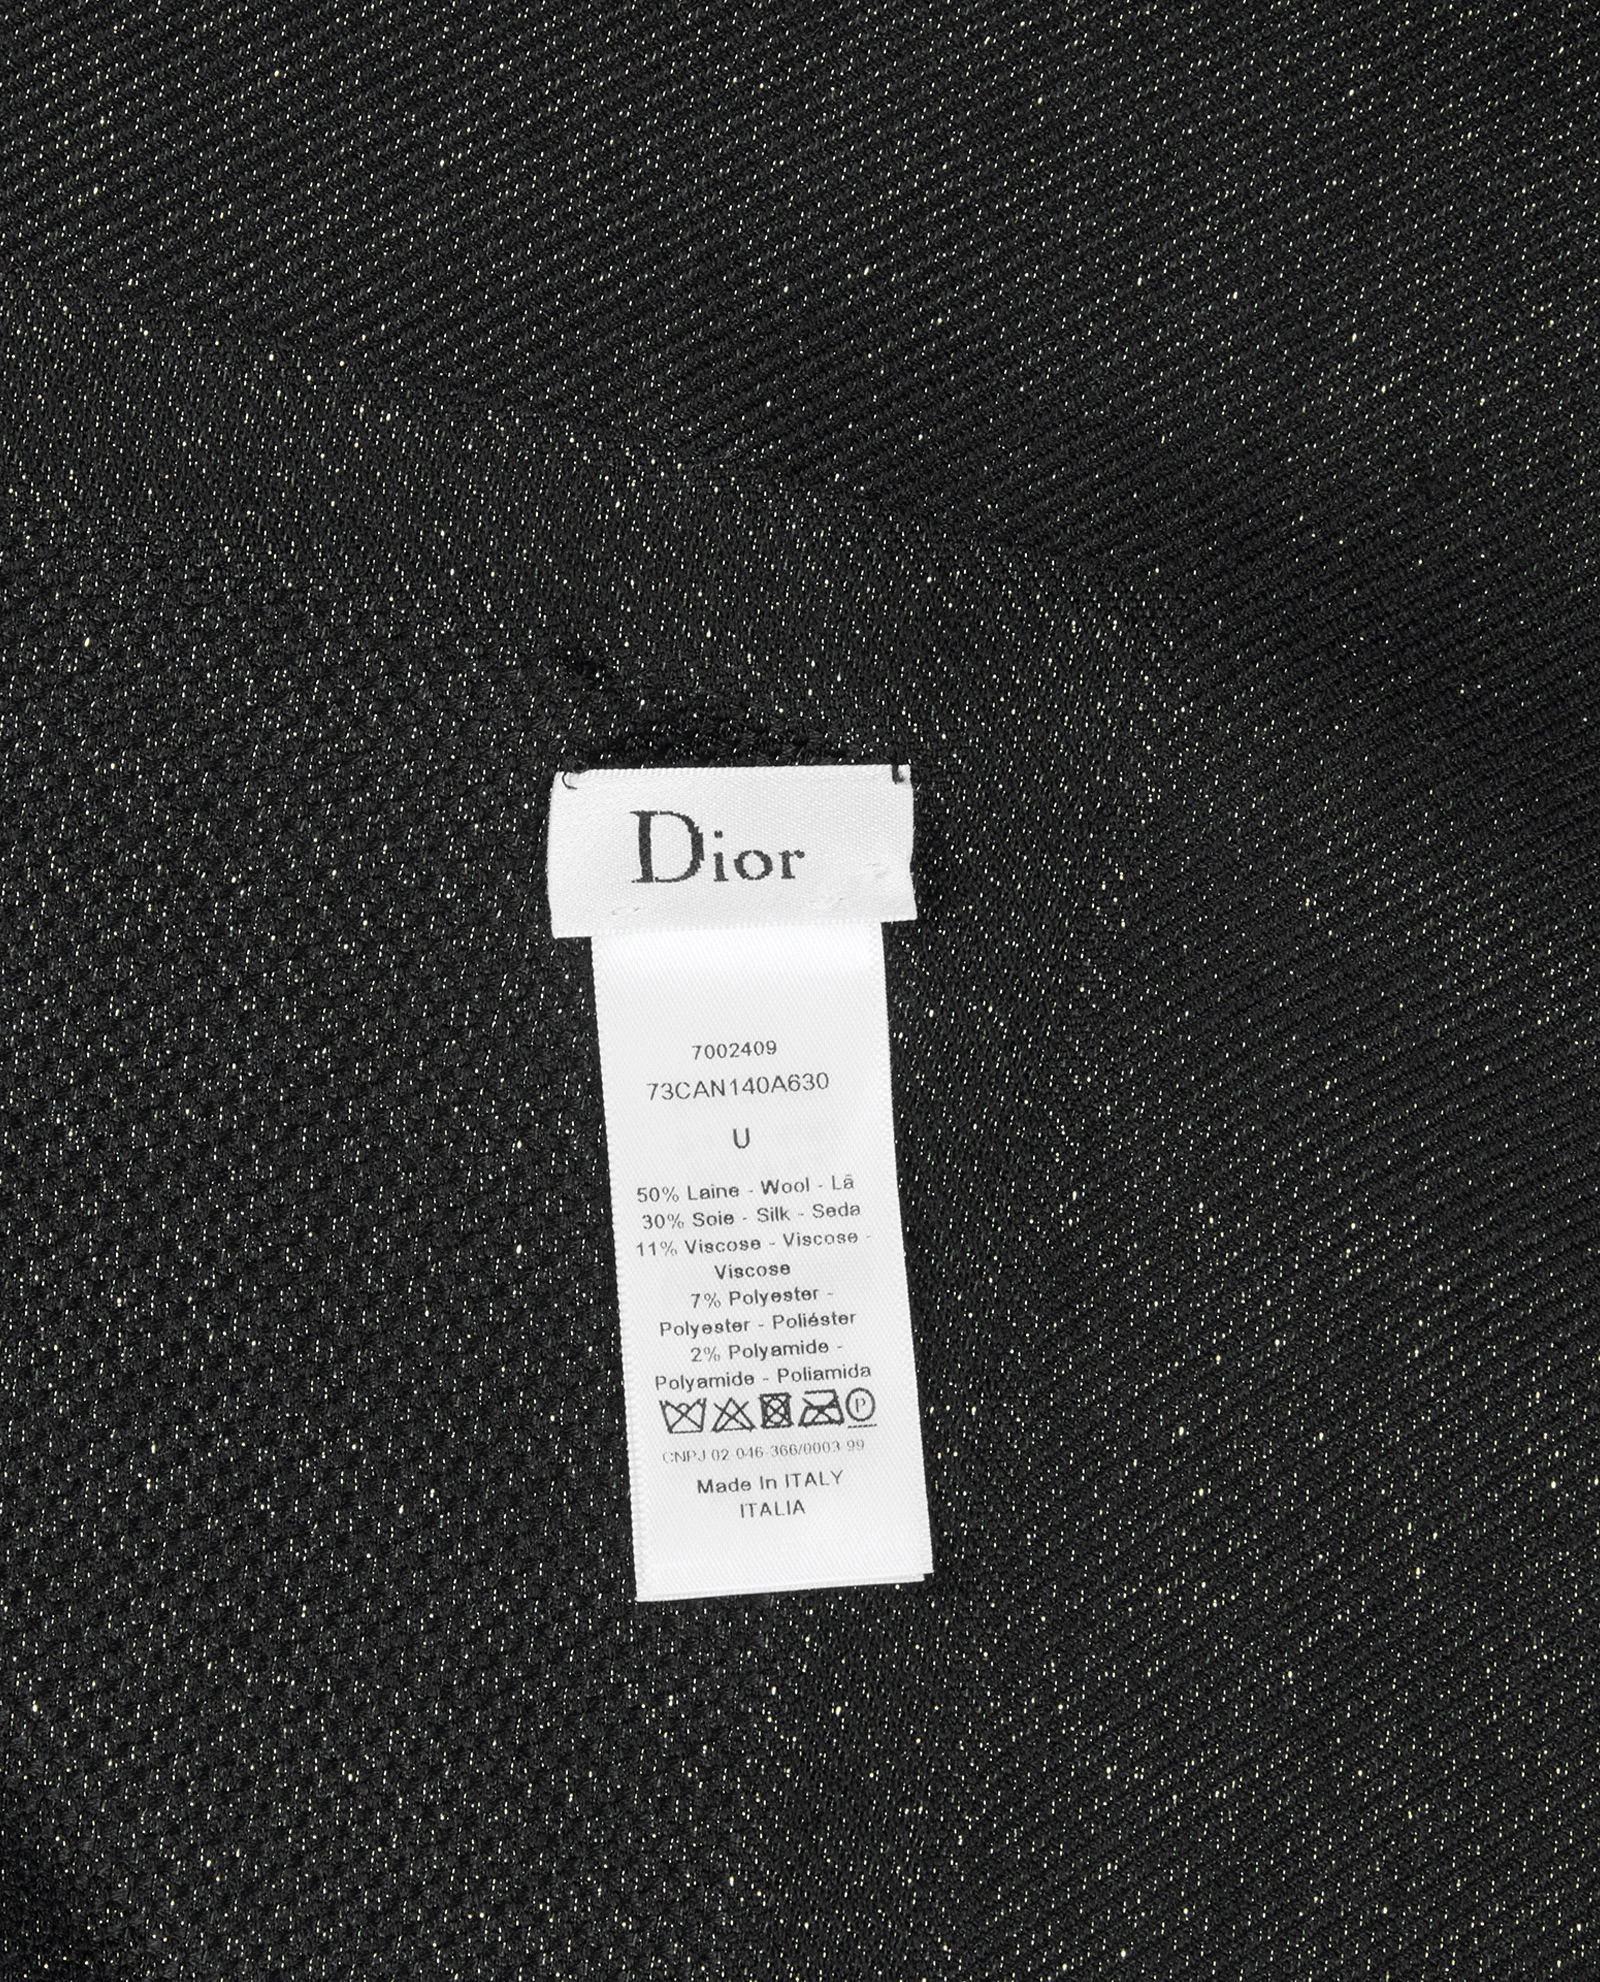 Dior
7002409
73CAN140A630
U
50% Laine - Wool - Lã
30% Soie - Silk - Seda
11% Viscose - Viscose -
Viscose
7% Polyester -
Polyester - Poliéster
2% Polyamide -
Polyamide - Poliamida
P
CNPJ 02-046-366/0003-99
Made In ITALY
ITALIA